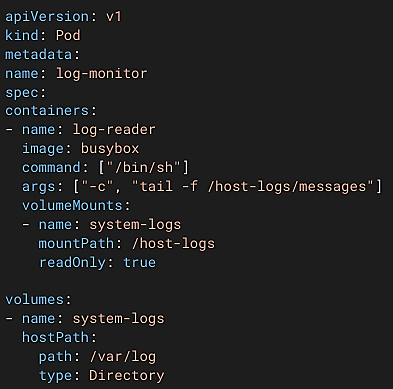 apiVersion: v1
kind: Pod
metadata:
name: log-monitor
spec:
containers:
- name: log-reader
  image: busybox
  command: ["/bin/sh"]
  args: ["-c", "tail -f /host-logs/messages"]
  volumeMounts:
  - name: system-logs
    mountPath: /host-logs
    readOnly: true

volumes:
- name: system-logs
  hostPath:
    path: /var/log
    type: Directory